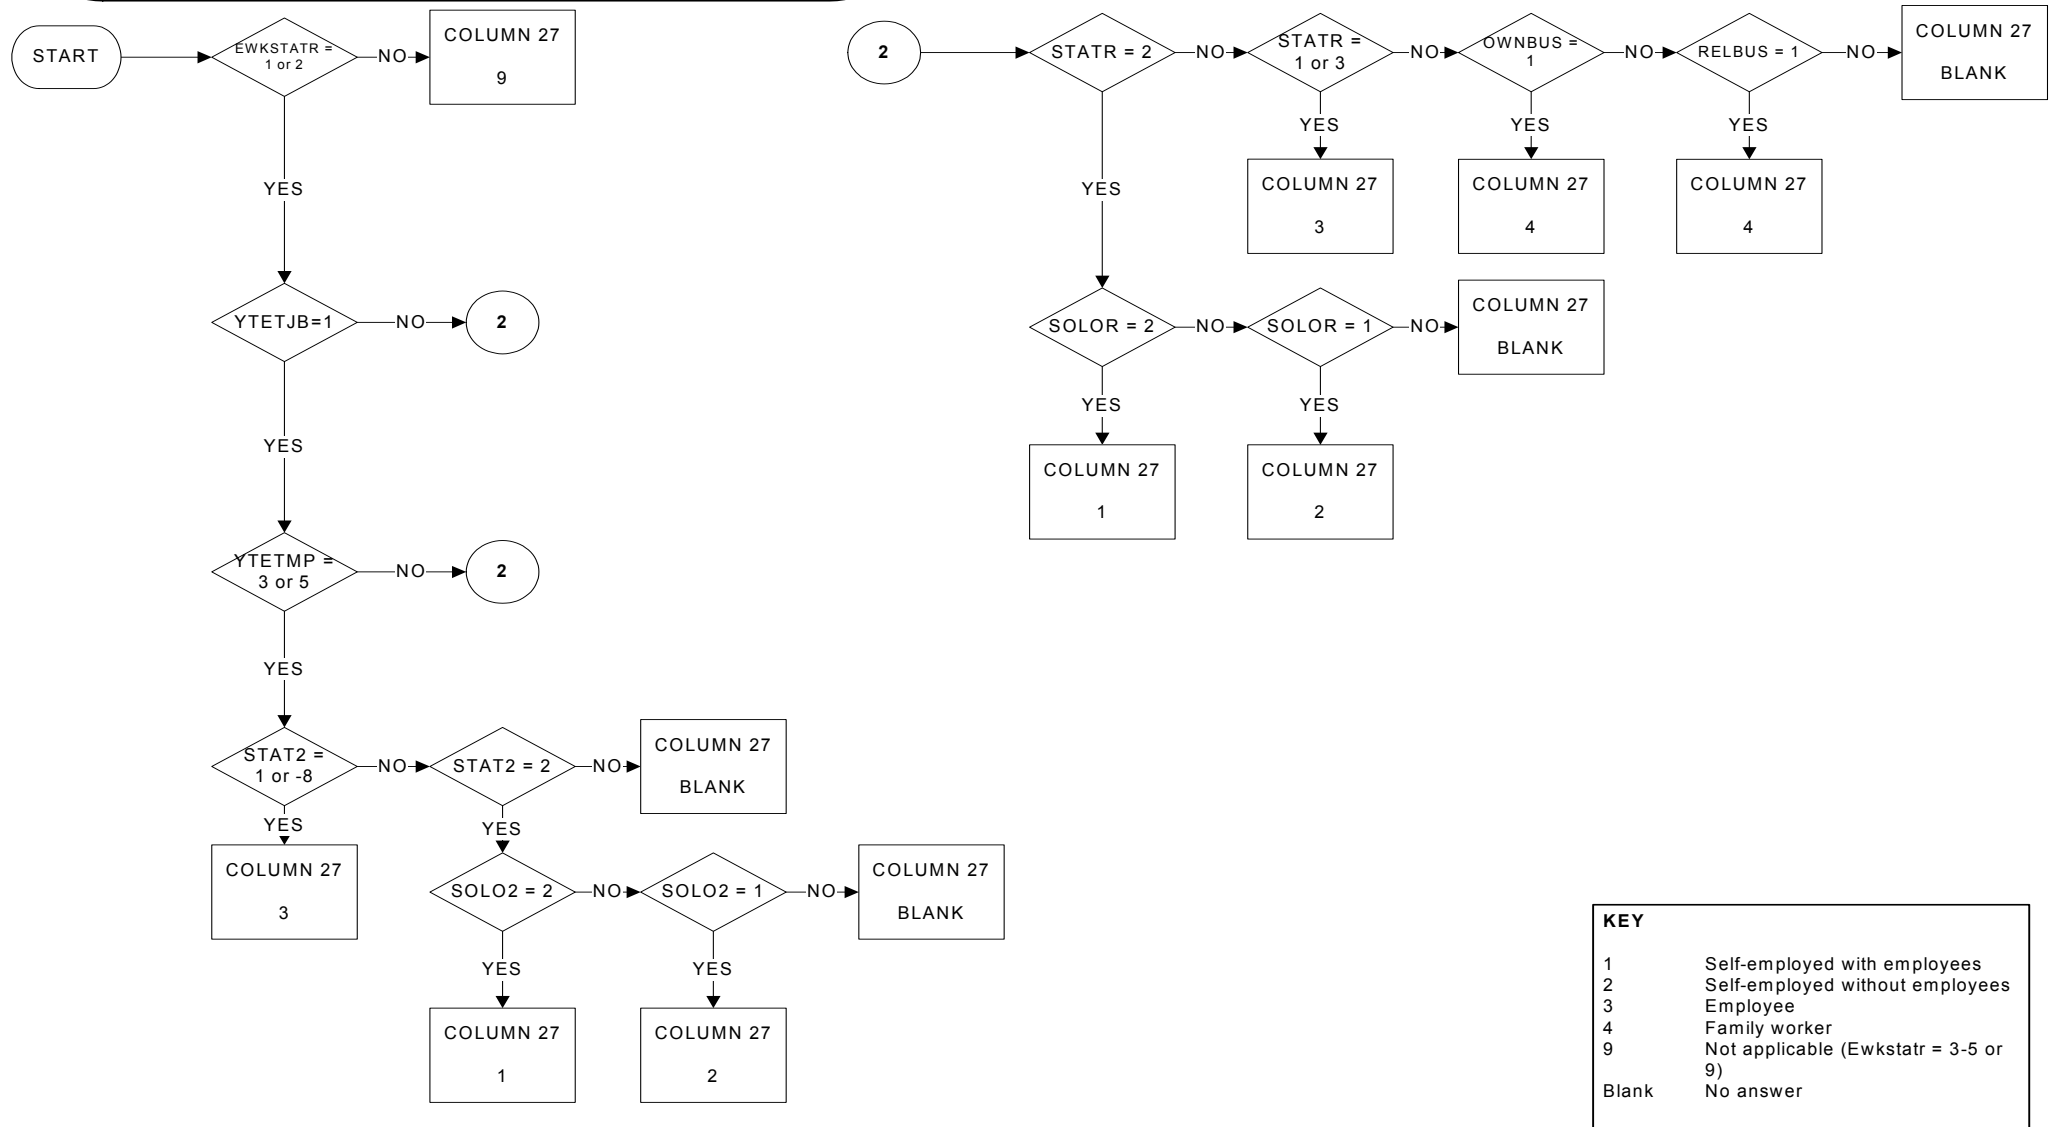 START
EWKSTATR =
1 or 2
NO
COLUMN 27
9
YES
YTETJB=1
NO
2
YES
YTETMP =
3 or 5
NO
2
YES
STAT2 =
1 or -8
NO
STAT2 = 2
NO
COLUMN 27
BLANK
YES
COLUMN 27
3
YES
SOLO2 = 2
NO
SOLO2 = 1
NO
COLUMN 27
BLANK
YES
COLUMN 27
1
YES
COLUMN 27
2
2
STATR = 2
NO
STATR =
1 or 3
NO
OWNBUS =
1
NO
RELBUS = 1
NO
COLUMN 27
BLANK
YES
COLUMN 27
3
YES
COLUMN 27
4
YES
COLUMN 27
4
YES
SOLOR = 2
NO
SOLOR = 1
NO
COLUMN 27
BLANK
YES
COLUMN 27
1
YES
COLUMN 27
2
KEY
1 Self-employed with employees
2 Self-employed without employees
3 Employee
4 Family worker
9 Not applicable (Ewkstatr = 3-5 or
9)
Blank No answer